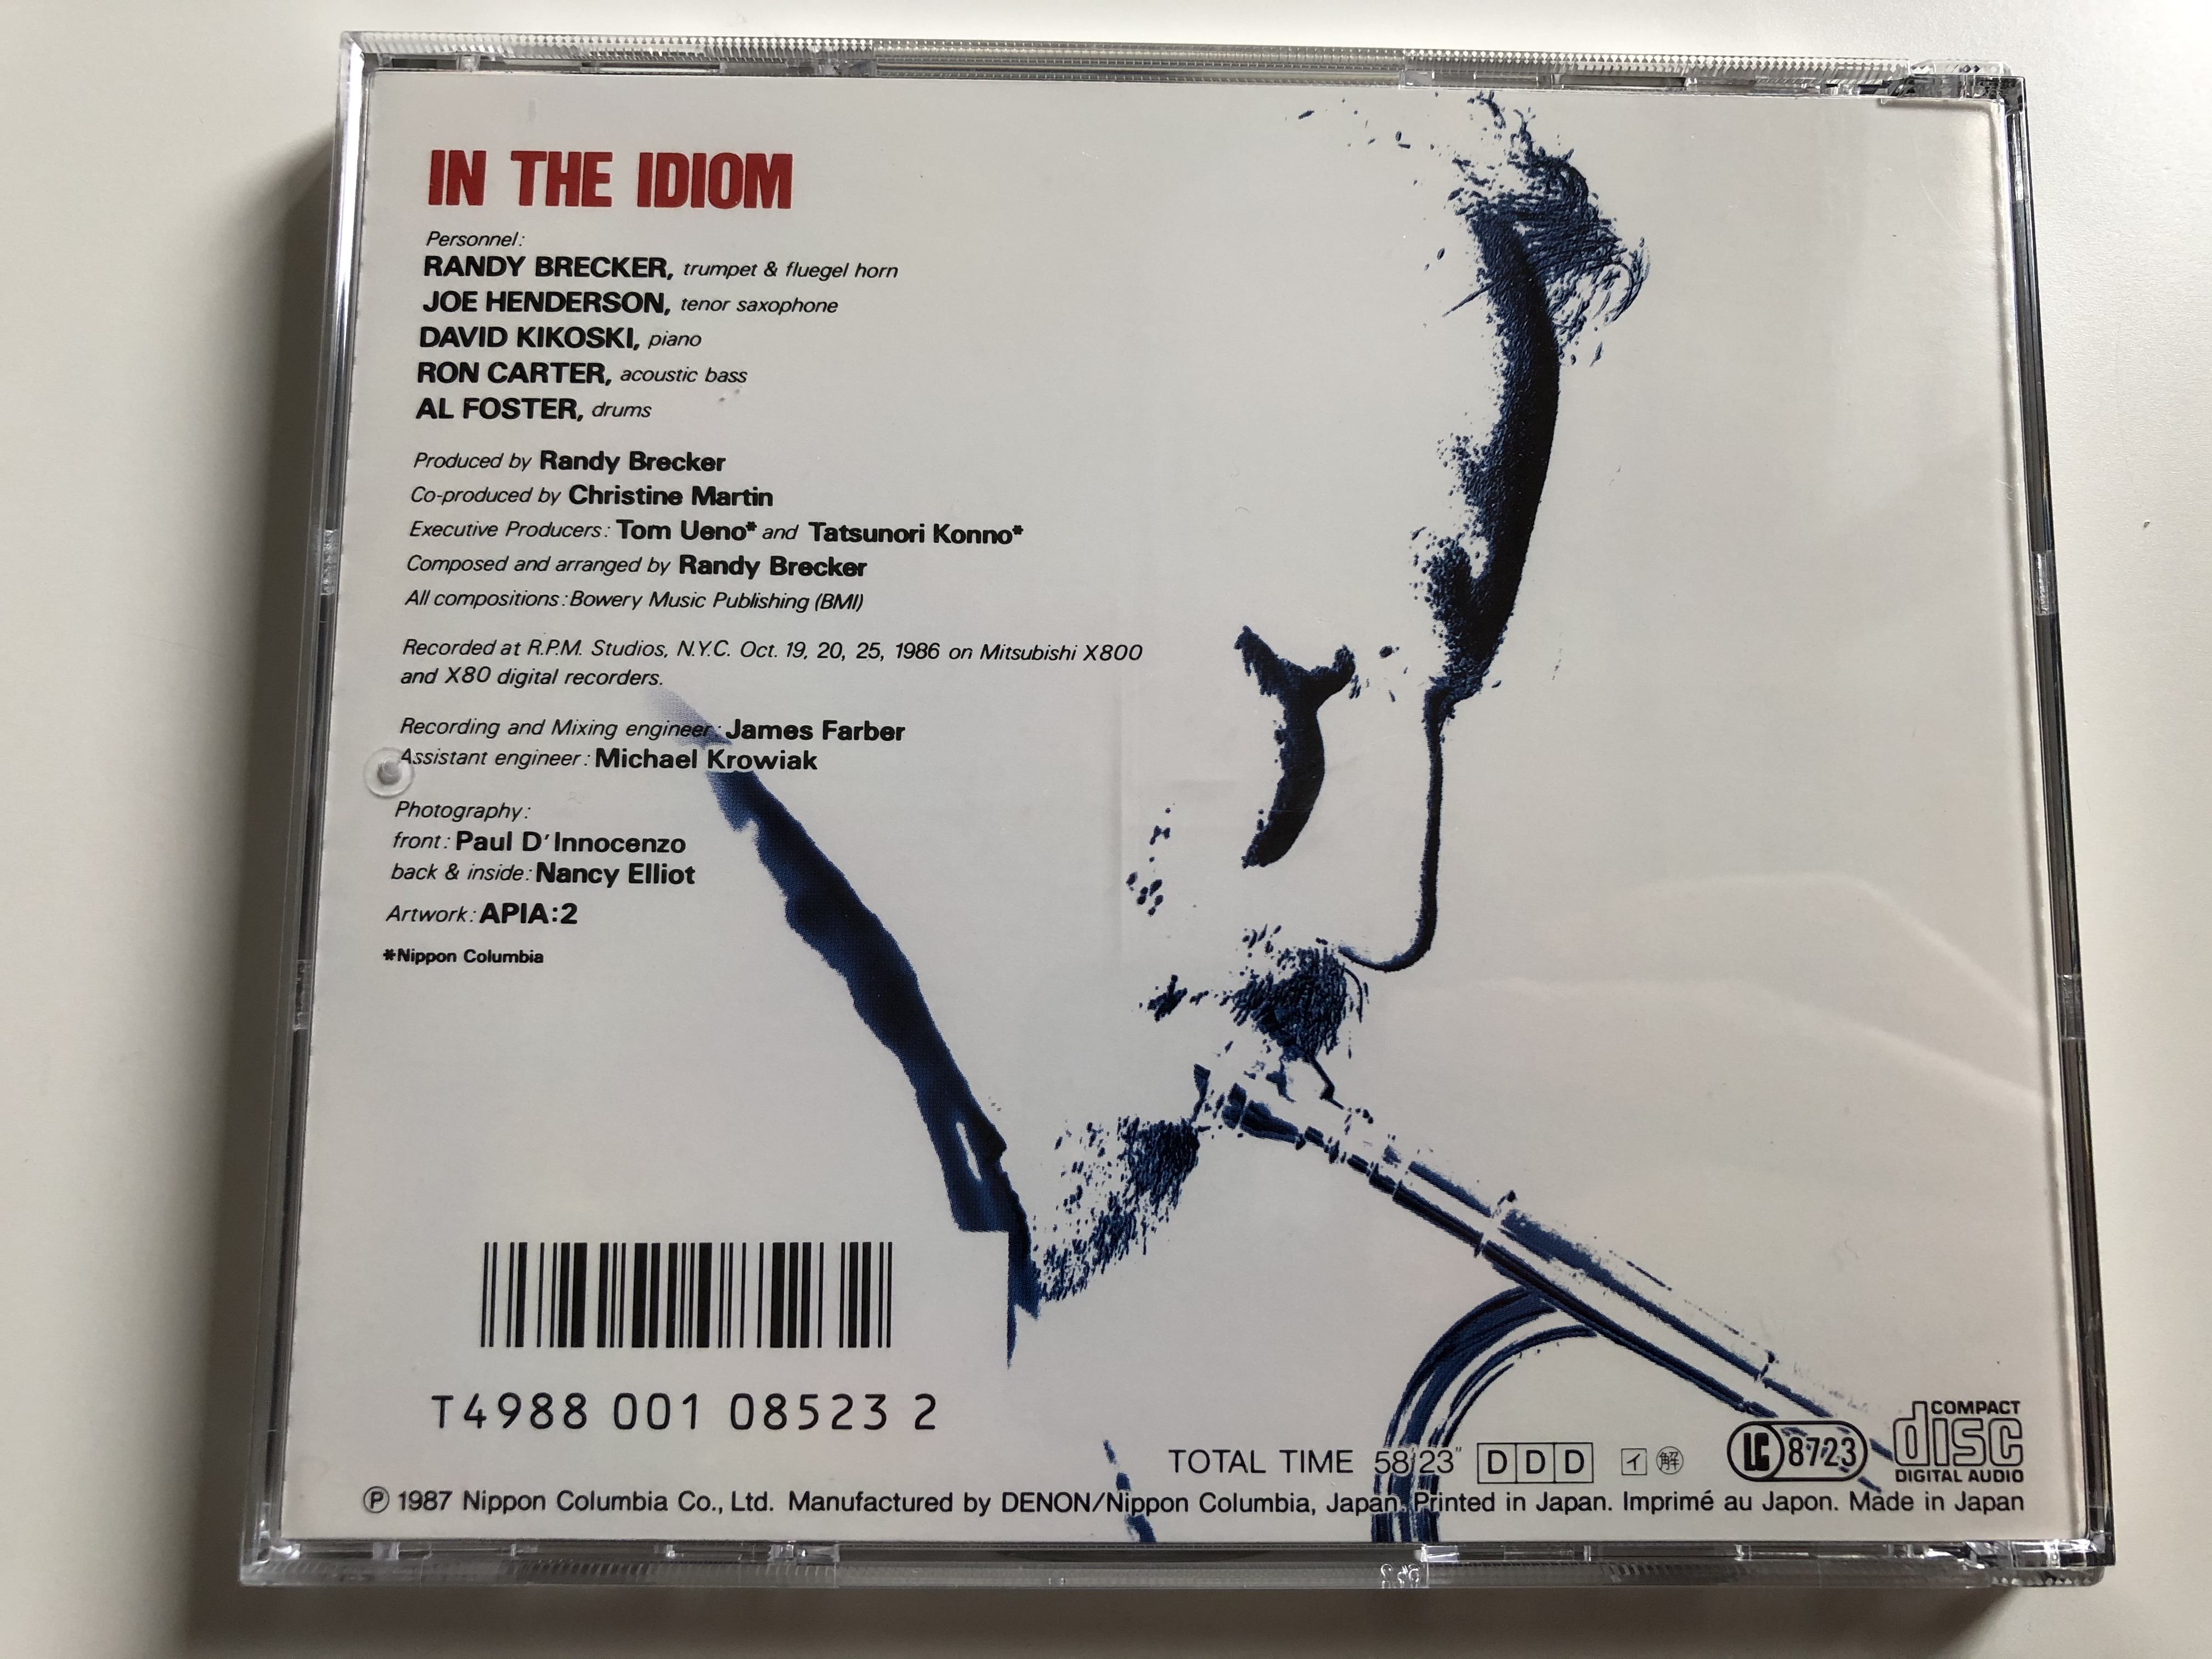 IN THE IDIOM
Personnel:
RANDY BRECKER, trumpet & fluegel horn
JOE HENDERSON, tenor saxophone
DAVID KIKOSKI, piano
RON CARTER, acoustic bass
AL FOSTER, drums
Produced by Randy Brecker
Co-produced by Christine Martin
Executive Producers: Tom Ueno* and Tatsunori Konno*
Composed and arranged by Randy Brecker
All compositions: Bowery Music Publishing (BMI)
Recorded at R.P.M. Studios, N.Y.C. Oct. 19, 20, 25, 1986 on Mitsubishi X800
and X80 digital recorders.
Recording and Mixing engineer: James Farber
Assistant engineer: Michael Krowiak
Photography:
front: Paul D'Innocenzo
back & inside: Nancy Elliot
Artwork: APIA:2
*Nippon Columbia
T4988 001 08523 2
TOTAL TIME 58'23" DDD イ 解 LC 8723 COMPACT disc DIGITAL AUDIO
Ⓟ 1987 Nippon Columbia Co., Ltd. Manufactured by DENON/Nippon Columbia, Japan. Printed in Japan. Imprimé au Japon. Made in Japan